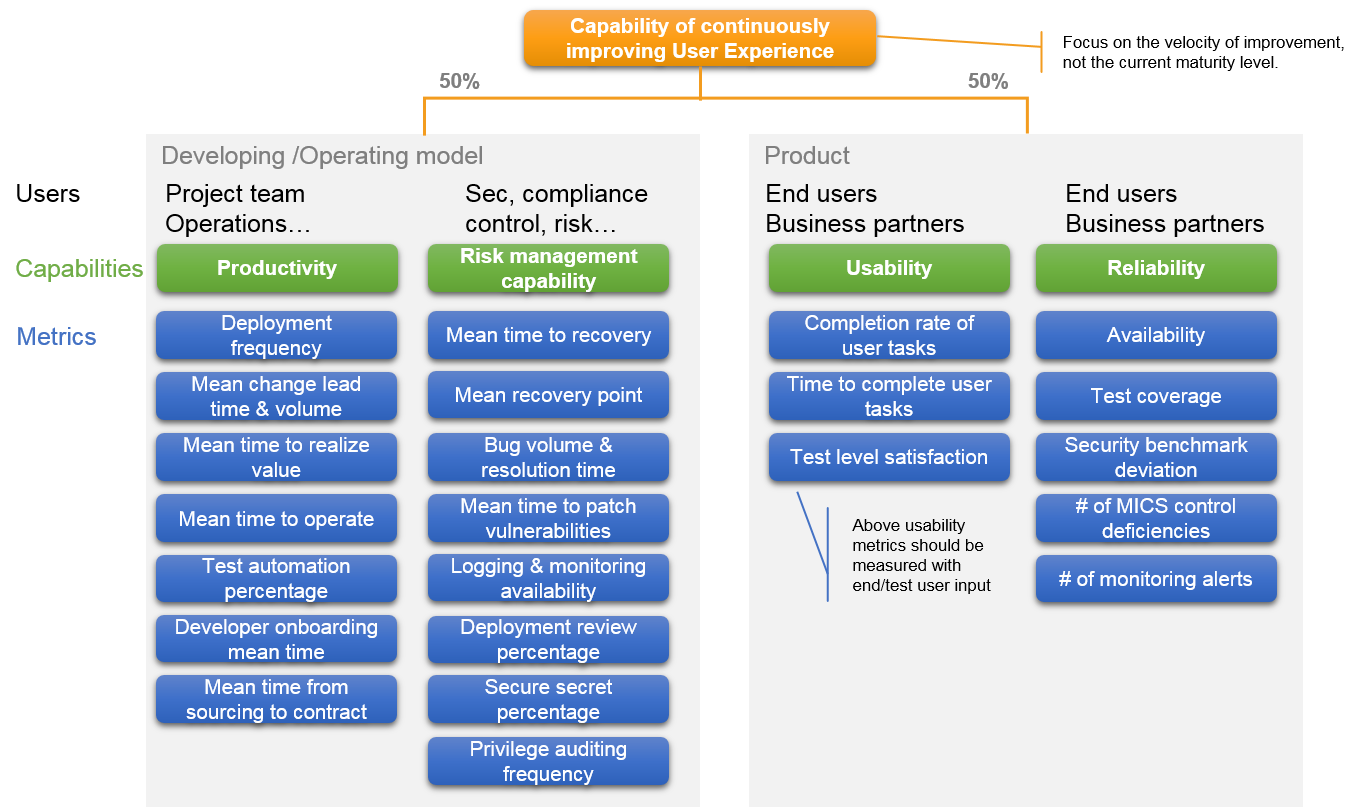 Capability of continuously
improving User Experience
Focus on the velocity of improvement,
not the current maturity level.
50%
50%
Developing /Operating model
Product
Users
Project team
Operations…
Sec, compliance
control, risk…
End users
Business partners
End users
Business partners
Capabilities
Productivity
Risk management
capability
Usability
Reliability
Metrics
Deployment
frequency
Mean change lead
time & volume
Mean time to realize
value
Mean time to operate
Test automation
percentage
Developer onboarding
mean time
Mean time from
sourcing to contract
Mean time to recovery
Mean recovery point
Bug volume &
resolution time
Mean time to patch
vulnerabilities
Logging & monitoring
availability
Deployment review
percentage
Secure secret
percentage
Privilege auditing
frequency
Completion rate of
user tasks
Time to complete user
tasks
Test level satisfaction
Above usability
metrics should be
measured with
end/test user input
Availability
Test coverage
Security benchmark
deviation
# of MICS control
deficiencies
# of monitoring alerts